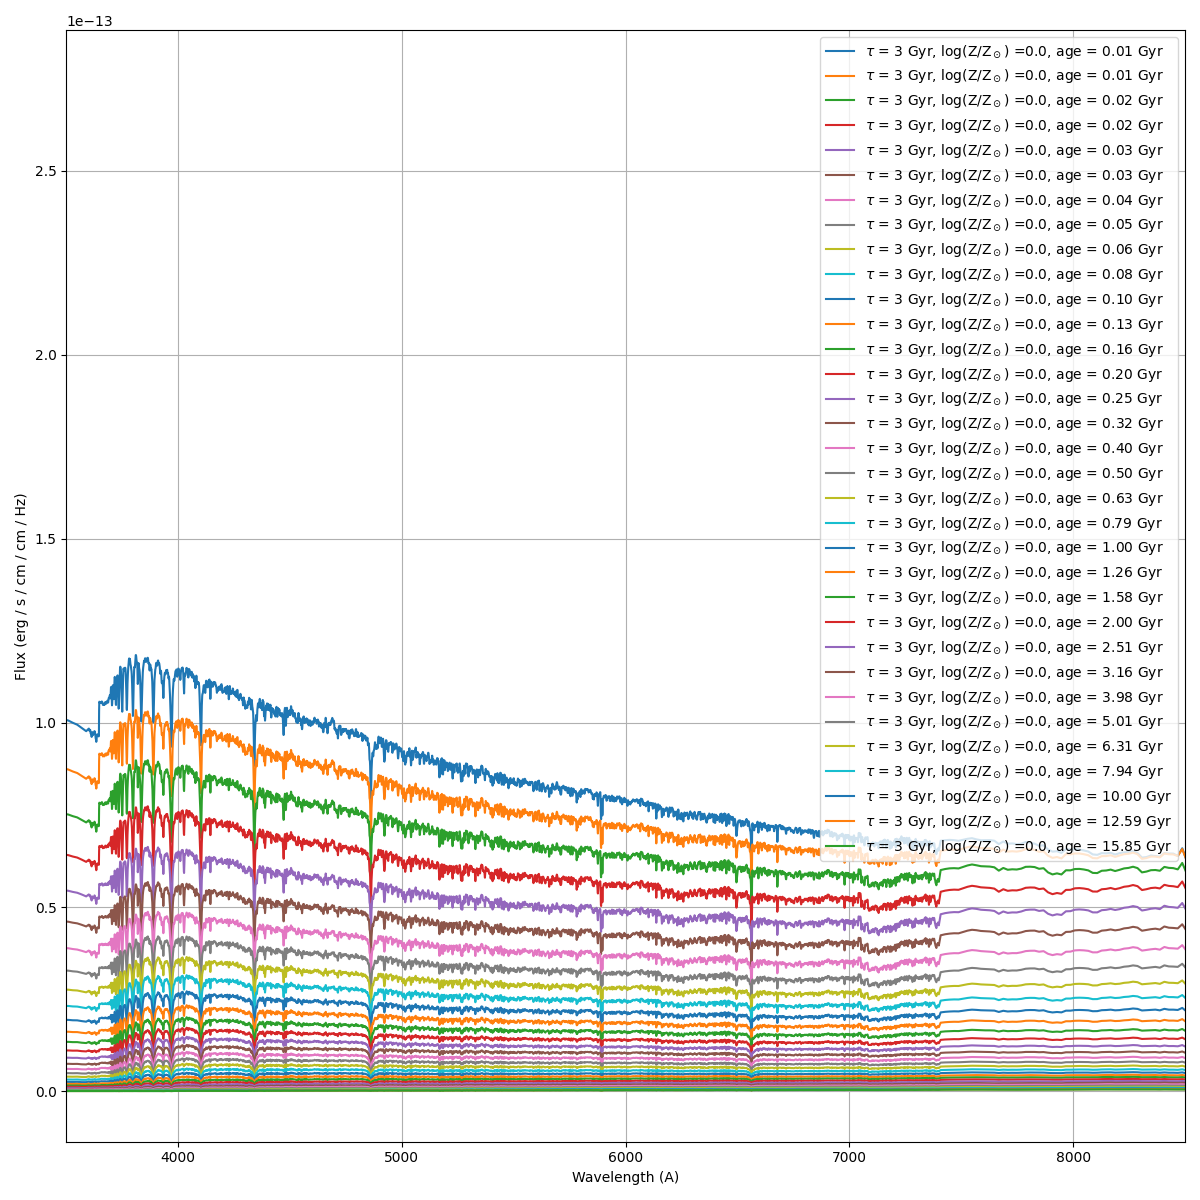 1e−13
τ = 3 Gyr, log(Z/Z⊙) =0.0, age = 0.01 Gyr
τ = 3 Gyr, log(Z/Z⊙) =0.0, age = 0.01 Gyr
τ = 3 Gyr, log(Z/Z⊙) =0.0, age = 0.02 Gyr
τ = 3 Gyr, log(Z/Z⊙) =0.0, age = 0.02 Gyr
τ = 3 Gyr, log(Z/Z⊙) =0.0, age = 0.03 Gyr
τ = 3 Gyr, log(Z/Z⊙) =0.0, age = 0.03 Gyr
τ = 3 Gyr, log(Z/Z⊙) =0.0, age = 0.04 Gyr
τ = 3 Gyr, log(Z/Z⊙) =0.0, age = 0.05 Gyr
τ = 3 Gyr, log(Z/Z⊙) =0.0, age = 0.06 Gyr
τ = 3 Gyr, log(Z/Z⊙) =0.0, age = 0.08 Gyr
τ = 3 Gyr, log(Z/Z⊙) =0.0, age = 0.10 Gyr
τ = 3 Gyr, log(Z/Z⊙) =0.0, age = 0.13 Gyr
τ = 3 Gyr, log(Z/Z⊙) =0.0, age = 0.16 Gyr
τ = 3 Gyr, log(Z/Z⊙) =0.0, age = 0.20 Gyr
τ = 3 Gyr, log(Z/Z⊙) =0.0, age = 0.25 Gyr
τ = 3 Gyr, log(Z/Z⊙) =0.0, age = 0.32 Gyr
τ = 3 Gyr, log(Z/Z⊙) =0.0, age = 0.40 Gyr
τ = 3 Gyr, log(Z/Z⊙) =0.0, age = 0.50 Gyr
τ = 3 Gyr, log(Z/Z⊙) =0.0, age = 0.63 Gyr
τ = 3 Gyr, log(Z/Z⊙) =0.0, age = 0.79 Gyr
τ = 3 Gyr, log(Z/Z⊙) =0.0, age = 1.00 Gyr
τ = 3 Gyr, log(Z/Z⊙) =0.0, age = 1.26 Gyr
τ = 3 Gyr, log(Z/Z⊙) =0.0, age = 1.58 Gyr
τ = 3 Gyr, log(Z/Z⊙) =0.0, age = 2.00 Gyr
τ = 3 Gyr, log(Z/Z⊙) =0.0, age = 2.51 Gyr
τ = 3 Gyr, log(Z/Z⊙) =0.0, age = 3.16 Gyr
τ = 3 Gyr, log(Z/Z⊙) =0.0, age = 3.98 Gyr
τ = 3 Gyr, log(Z/Z⊙) =0.0, age = 5.01 Gyr
τ = 3 Gyr, log(Z/Z⊙) =0.0, age = 6.31 Gyr
τ = 3 Gyr, log(Z/Z⊙) =0.0, age = 7.94 Gyr
τ = 3 Gyr, log(Z/Z⊙) =0.0, age = 10.00 Gyr
τ = 3 Gyr, log(Z/Z⊙) =0.0, age = 12.59 Gyr
τ = 3 Gyr, log(Z/Z⊙) =0.0, age = 15.85 Gyr
2.5
2.0
1.5
1.0
0.5
0.0
Flux (erg / s / cm / cm / Hz)
4000
5000
6000
7000
8000
Wavelength (A)